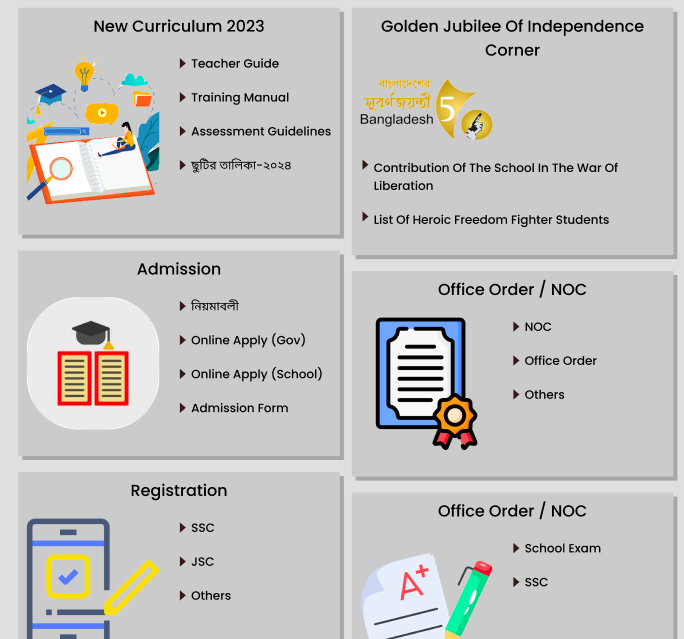 New Curriculum 2023
Teacher Guide
Training Manual
Assessment Guidelines
ছুটির তালিকা-২০২৪
Golden Jubilee Of Independence
Corner
বাংলাদেশের
সুবর্ণজয়ন্তী
Bangladesh
5
Contribution Of The School In The War Of
Liberation
List Of Heroic Freedom Fighter Students
Admission
নিয়মাবলী
Online Apply (Gov)
Online Apply (School)
Admission Form
Office Order / NOC
NOC
Office Order
Others
Registration
SSC
JSC
Others
Office Order / NOC
School Exam
SSC
A+